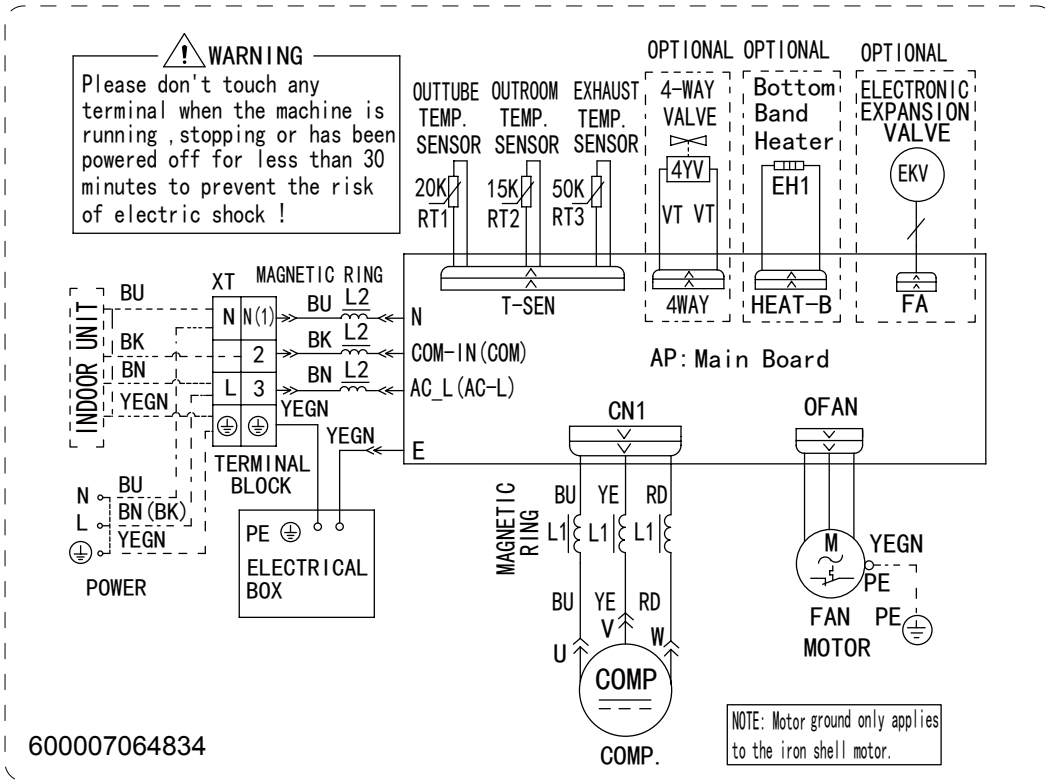 WARNING
Please don't touch any
terminal when the machine is
running ,stopping or has been
powered off for less than 30
minutes to prevent the risk
of electric shock !
OUTTUBE
TEMP.
SENSOR
OUTROOM
TEMP.
SENSOR
EXHAUST
TEMP.
SENSOR
OPTIONAL
4-WAY
VALVE
4YV
VT VT
OPTIONAL
Bottom
Band
Heater
EH1
OPTIONAL
ELECTRONIC
EXPANSION
VALVE
EKV
20K
RT1
15K
RT2
50K
RT3
T-SEN
4WAY
HEAT-B
FA
INDOOR UNIT
BU
BK
BN
YEGN
XT
N
N(1)
2
L
3
TERMINAL
BLOCK
MAGNETIC RING
BU
L2
N
BK
L2
COM-IN(COM)
BN
L2
AC_L(AC-L)
YEGN
YEGN
E
AP: Main Board
CN1
OFAN
N
BU
L
BN(BK)
YEGN
POWER
PE
ELECTRICAL
BOX
MAGNETIC
RING
BU
YE
RD
L1
L1
L1
BU
YE
RD
U
V
W
COMP
COMP.
M
YEGN
PE
PE
FAN
MOTOR
NOTE: Motor ground only applies
to the iron shell motor.
600007064834